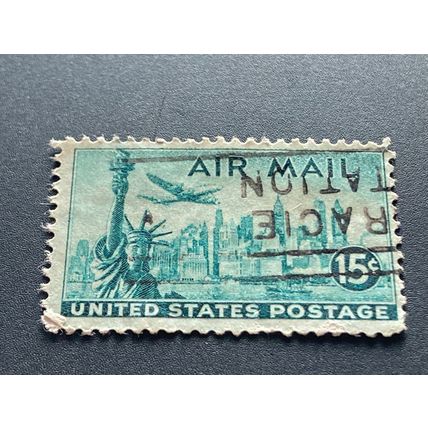 AIR MAIL
TATION
RACIE
15¢
UNITED STATES POSTAGE